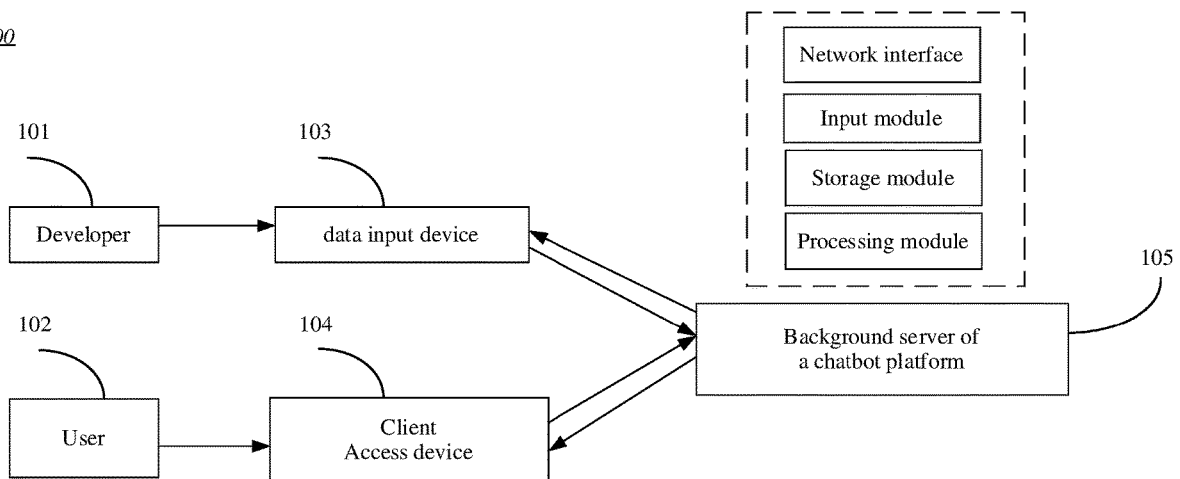 Network interface
Input module
Storage module
Processing module
101
103
105
Developer
data input device
102
104
Background server of
a chatbot platform
User
Client
Access device